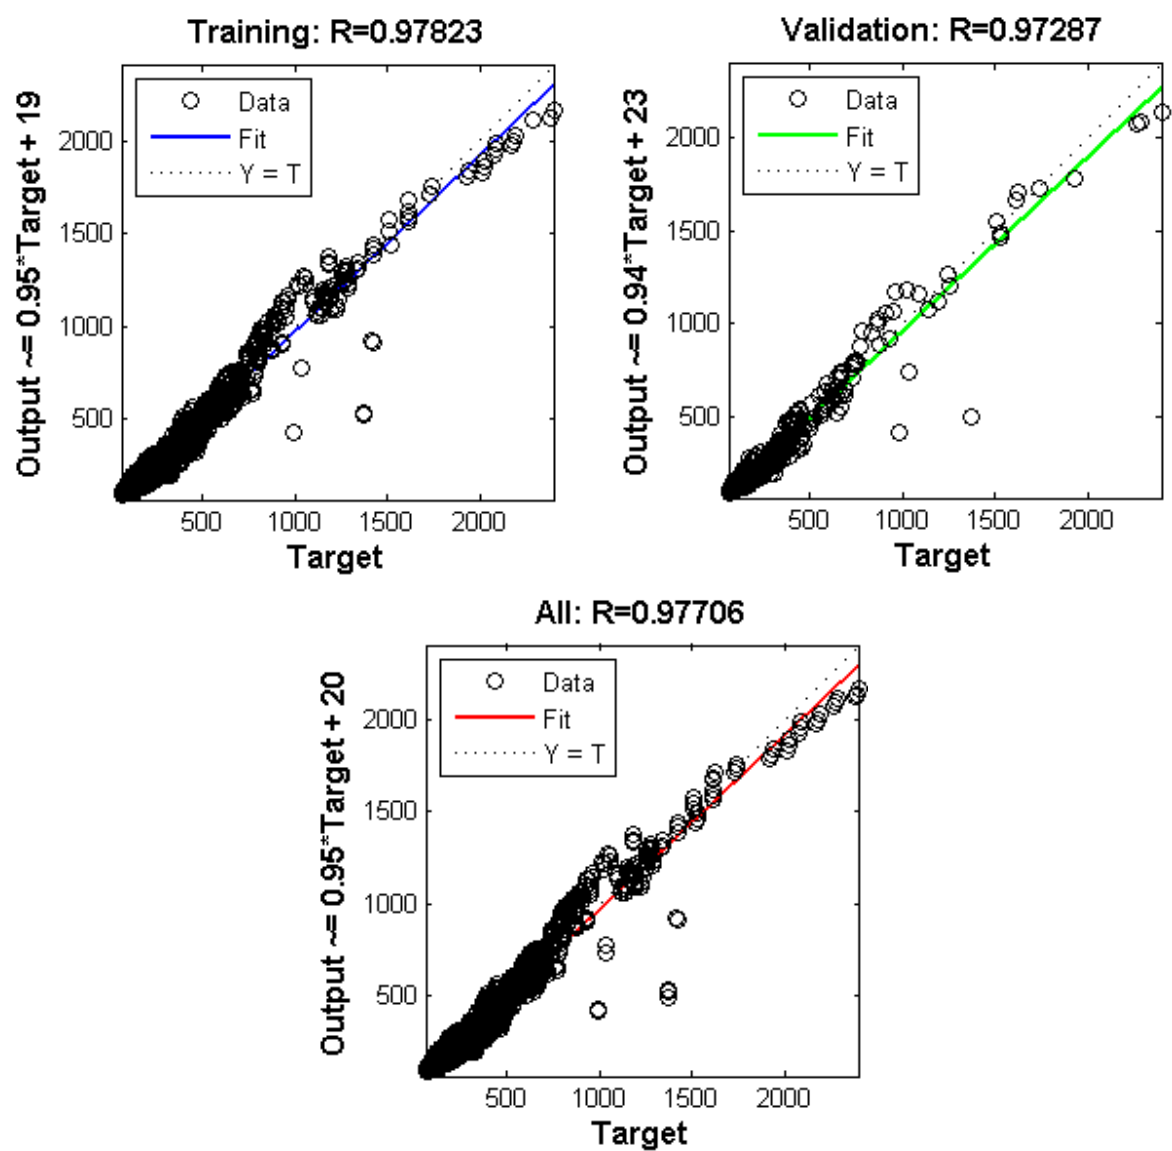 Training: R=0.97823
Output ~= 0.95*Target + 19
Data
Fit
Y = T
2000
1500
1000
500
500 1000 1500 2000
Target
Validation: R=0.97287
Output ~= 0.94*Target + 23
Data
Fit
Y = T
2000
1500
1000
500
500 1000 1500 2000
Target
All: R=0.97706
Output ~= 0.95*Target + 20
Data
Fit
Y = T
2000
1500
1000
500
500 1000 1500 2000
Target